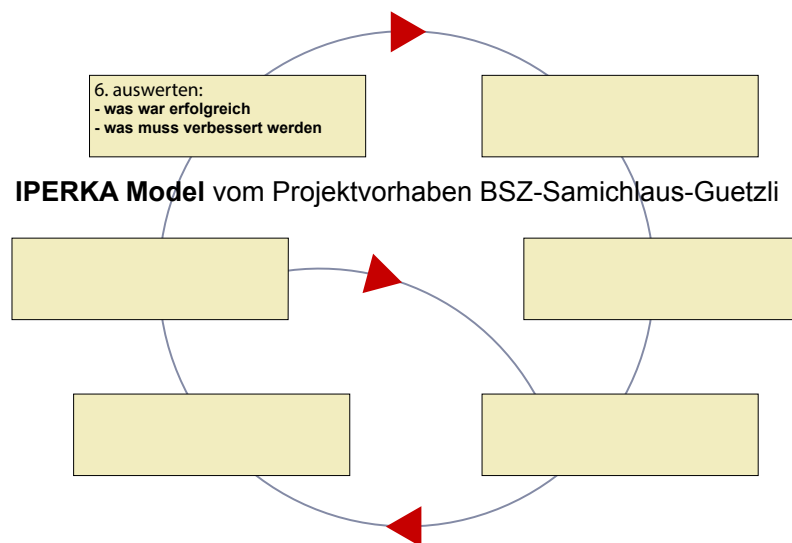 6. auswerten:
- was war erfolgreich
- was muss verbessert werden
IPERKA Model vom Projektvorhaben BSZ-Samichlaus-Guetzli